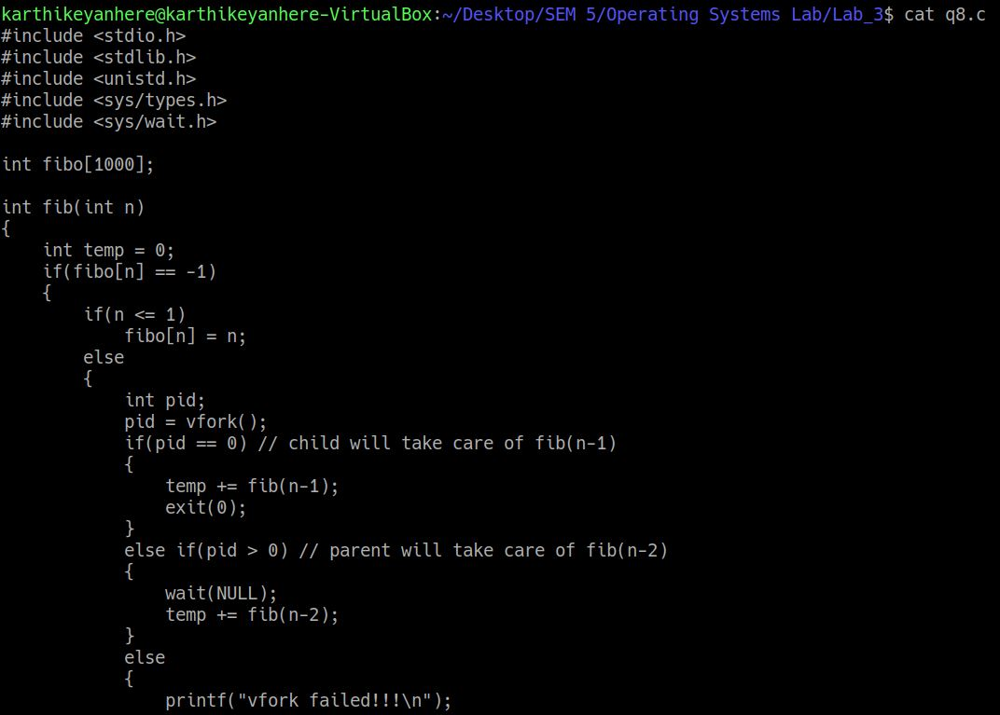 karthikeyanhere@karthikeyanhere-VirtualBox:~/Desktop/SEM 5/Operating Systems Lab/Lab_3$ cat q8.c
#include <stdio.h>
#include <stdlib.h>
#include <unistd.h>
#include <sys/types.h>
#include <sys/wait.h>

int fibo[1000];

int fib(int n)
{
    int temp = 0;
    if(fibo[n] == -1)
    {
        if(n <= 1)
            fibo[n] = n;
        else
        {
            int pid;
            pid = vfork();
            if(pid == 0) // child will take care of fib(n-1)
            {
                temp += fib(n-1);
                exit(0);
            }
            else if(pid > 0) // parent will take care of fib(n-2)
            {
                wait(NULL);
                temp += fib(n-2);
            }
            else
            {
                printf("vfork failed!!!\n");